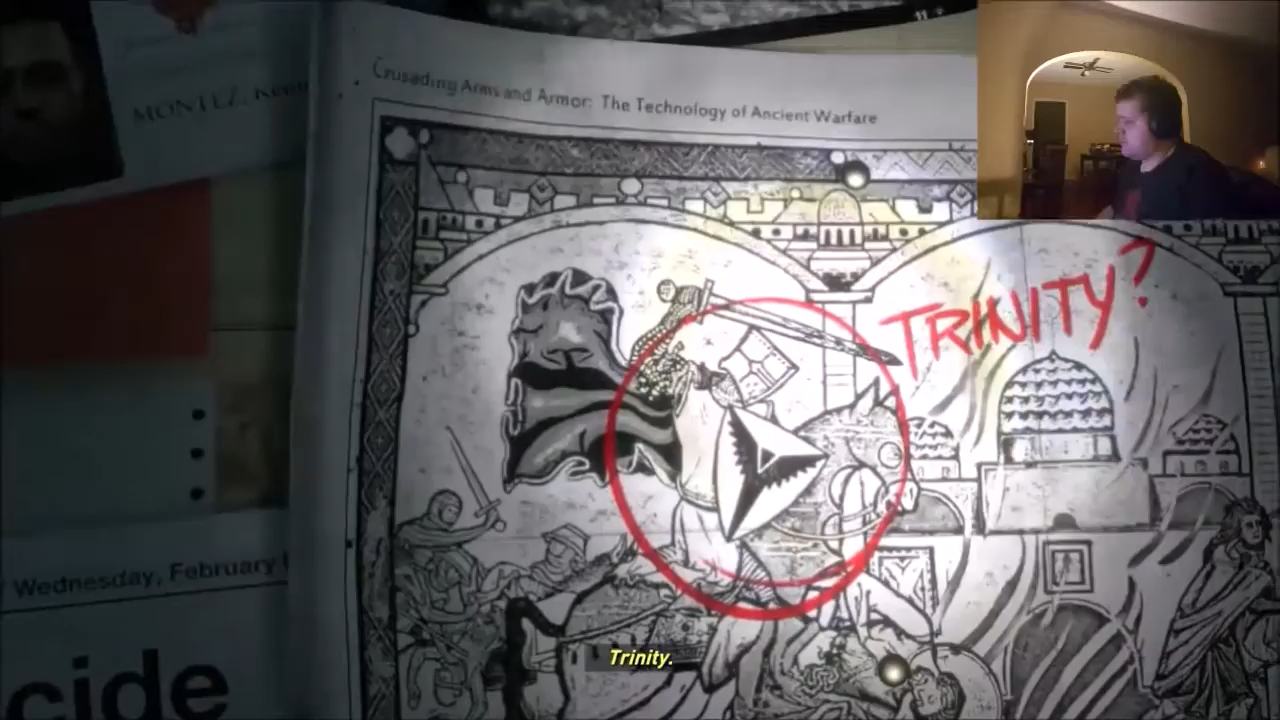 Crusading Arms and Armor: The Technology of Ancient Warfare
MONTEZ,
TRINITY?
Wednesday, February
cide
Trinity.